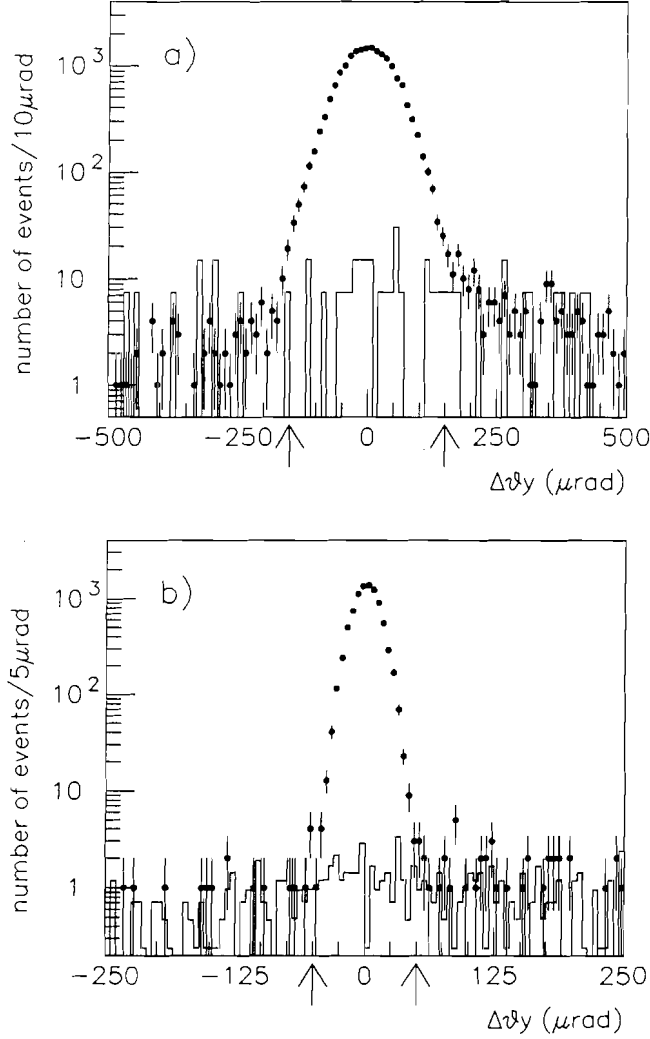 a)
number of events/10μrad
10³
10²
10
1
−500 −250 0 250 500
Δϑy (μrad)
b)
number of events/5μrad
10³
10²
10
1
−250 −125 0 125 250
Δϑy (μrad)